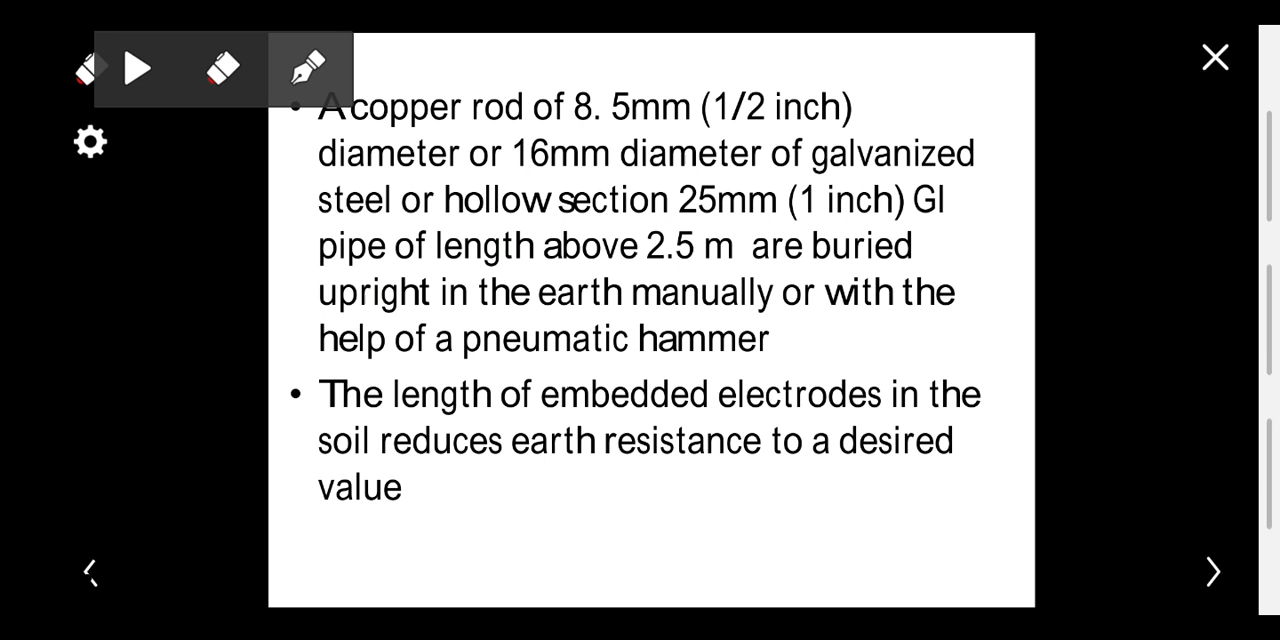 • A copper rod of 8. 5mm (1/2 inch)
diameter or 16mm diameter of galvanized
steel or hollow section 25mm (1 inch) GI
pipe of length above 2.5 m  are buried
upright in the earth manually or with the
help of a pneumatic hammer
• The length of embedded electrodes in the
soil reduces earth resistance to a desired
value